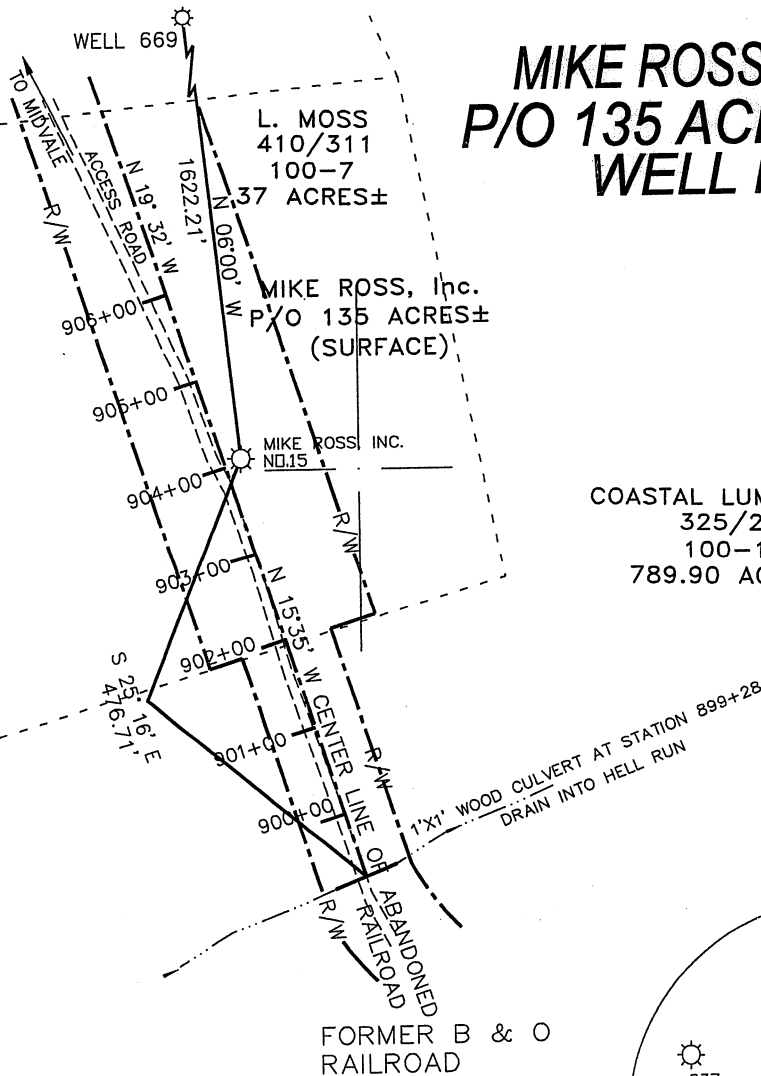 WELL 669
MIKE ROSS
P/O 135
WELL
TO MIDVALE
ACCESS ROAD
R/W
N 19° 32' W
L. MOSS
410/311
100-7
37 ACRES±
1622.21'
N 06°00' W
MIKE ROSS, Inc.
P/O 135 ACRES±
(SURFACE)
906+00
905+00
MIKE ROSS INC.
NO.15
904+00
COASTAL
325/2
100-1
789.90
R/W
903+00
N 15°35' W CENTER LINE OF ABANDONED
RAILROAD
902+00
S 25° 16' E
476.71'
901+00
R/W
900+00
1'X1' WOOD CULVERT AT STATION 899+28
DRAIN INTO HELL RUN
R/W
FORMER B & O
RAILROAD